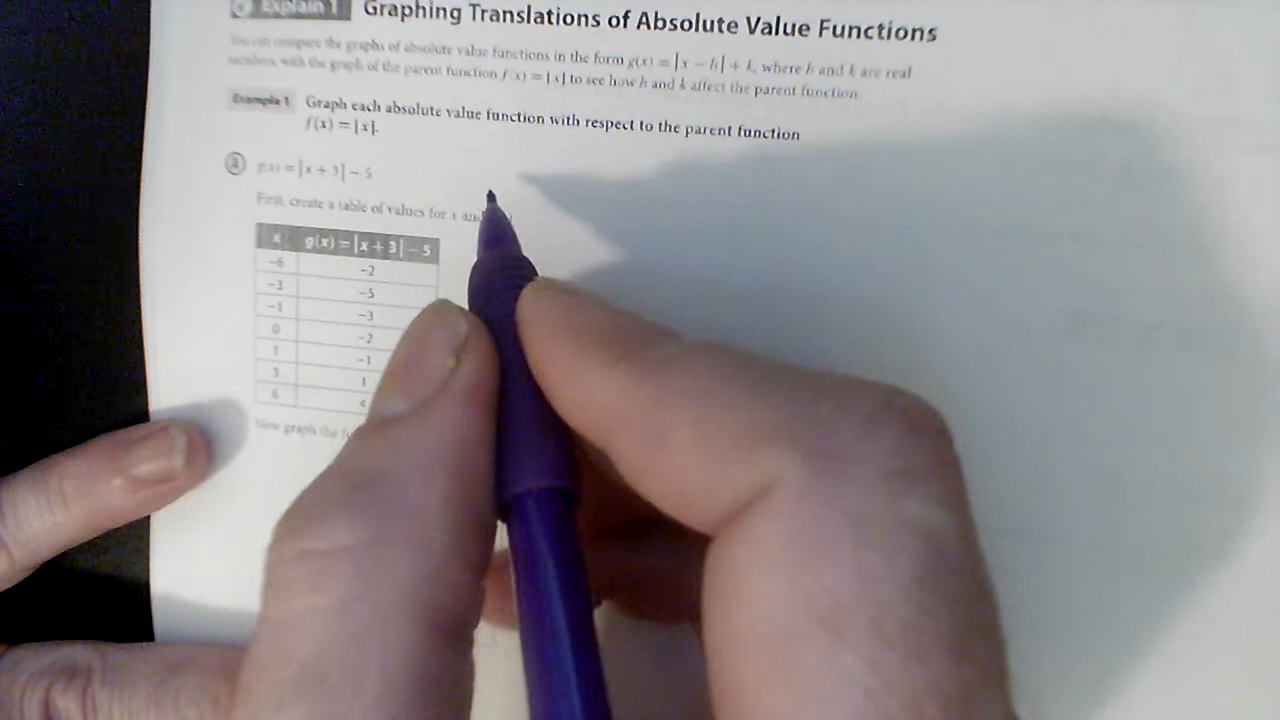 Explain 1 Graphing Translations of Absolute Value Functions
You can compare the graphs of absolute value functions in the form g(x) = |x − h| + k, where h and k are real
numbers, with the graph of the parent function f(x) = |x| to see how h and k affect the parent function.
Example 1 Graph each absolute value function with respect to the parent function
f(x) = |x|.
A g(x) = |x + 3| − 5
First, create a table of values for x and
x g(x) = |x + 3| − 5
−6 −2
−3 −5
−1 −3
0 −2
1 −1
3 1
6 4
Now graph the